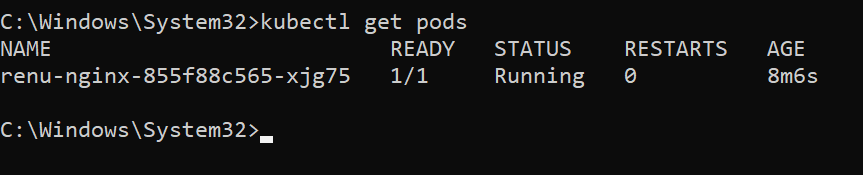 C:\Windows\System32>kubectl get pods
NAME READY STATUS RESTARTS AGE
renu-nginx-855f88c565-xjg75 1/1 Running 0 8m6s
C:\Windows\System32>